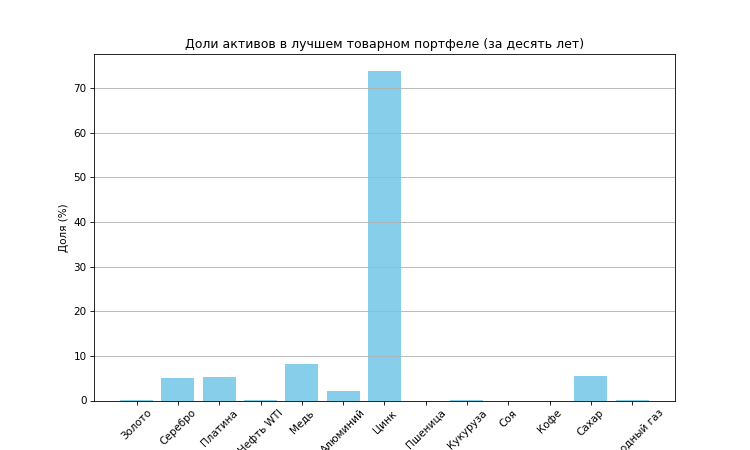 Доли активов в лучшем товарном портфеле (за десять лет)
Доля (%)
70
60
50
40
30
20
10
0
Золото
Серебро
Платина
Нефть WTI
Медь
Алюминий
Цинк
Пшеница
Кукуруза
Соя
Кофе
Сахар
одный газ